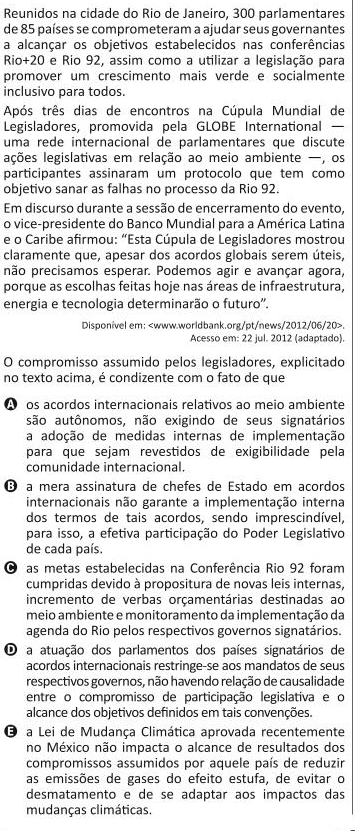 Reunidos na cidade do Rio de Janeiro, 300 parlamentares
de 85 países se comprometeram a ajudar seus governantes
a alcançar os objetivos estabelecidos nas conferências
Rio+20 e Rio 92, assim como a utilizar a legislação para
promover um crescimento mais verde e socialmente
inclusivo para todos.
Após três dias de encontros na Cúpula Mundial de
Legisladores, promovida pela GLOBE International —
uma rede internacional de parlamentares que discute
ações legislativas em relação ao meio ambiente —, os
participantes assinaram um protocolo que tem como
objetivo sanar as falhas no processo da Rio 92.
Em discurso durante a sessão de encerramento do evento,
o vice-presidente do Banco Mundial para a América Latina
e o Caribe afirmou: “Esta Cúpula de Legisladores mostrou
claramente que, apesar dos acordos globais serem úteis,
não precisamos esperar. Podemos agir e avançar agora,
porque as escolhas feitas hoje nas áreas de infraestrutura,
energia e tecnologia determinarão o futuro”.
Disponível em: <www.worldbank.org/pt/news/2012/06/20>.
Acesso em: 22 jul. 2012 (adaptado).
O compromisso assumido pelos legisladores, explicitado
no texto acima, é condizente com o fato de que
A os acordos internacionais relativos ao meio ambiente
são autônomos, não exigindo de seus signatários
a adoção de medidas internas de implementação
para que sejam revestidos de exigibilidade pela
comunidade internacional.
B a mera assinatura de chefes de Estado em acordos
internacionais não garante a implementação interna
dos termos de tais acordos, sendo imprescindível,
para isso, a efetiva participação do Poder Legislativo
de cada país.
C as metas estabelecidas na Conferência Rio 92 foram
cumpridas devido à propositura de novas leis internas,
incremento de verbas orçamentárias destinadas ao
meio ambiente e monitoramento da implementação da
agenda do Rio pelos respectivos governos signatários.
D a atuação dos parlamentos dos países signatários de
acordos internacionais restringe-se aos mandatos de seus
respectivos governos, não havendo relação de causalidade
entre o compromisso de participação legislativa e o
alcance dos objetivos definidos em tais convenções.
E a Lei de Mudança Climática aprovada recentemente
no México não impacta o alcance de resultados dos
compromissos assumidos por aquele país de reduzir
as emissões de gases do efeito estufa, de evitar o
desmatamento e de se adaptar aos impactos das
mudanças climáticas.